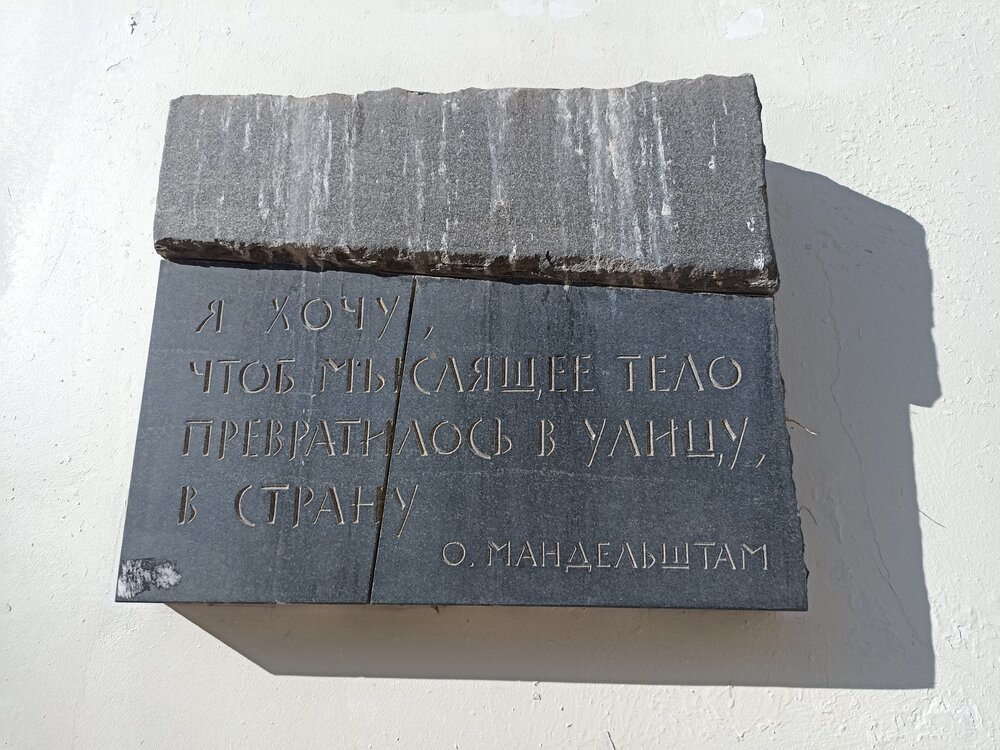 Я ХОЧУ,
ЧТОБ МЫСЛЯЩЕЕ ТЕЛО
ПРЕВРАТИЛОСЬ В УЛИЦУ,
В СТРАНУ
О. МАНДЕЛЬШТАМ